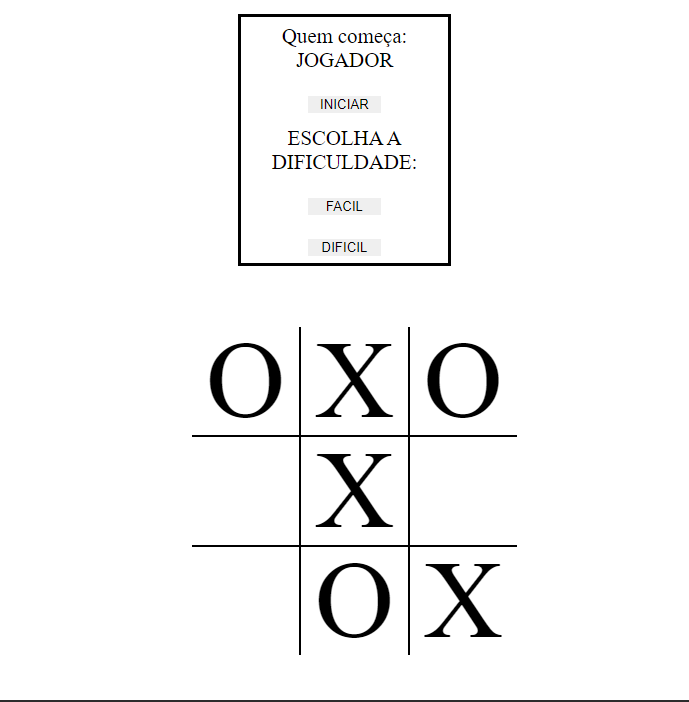 Quem começa:
JOGADOR
INICIAR
ESCOLHA A
DIFICULDADE:
FACIL
DIFICIL
O X O
X
O X